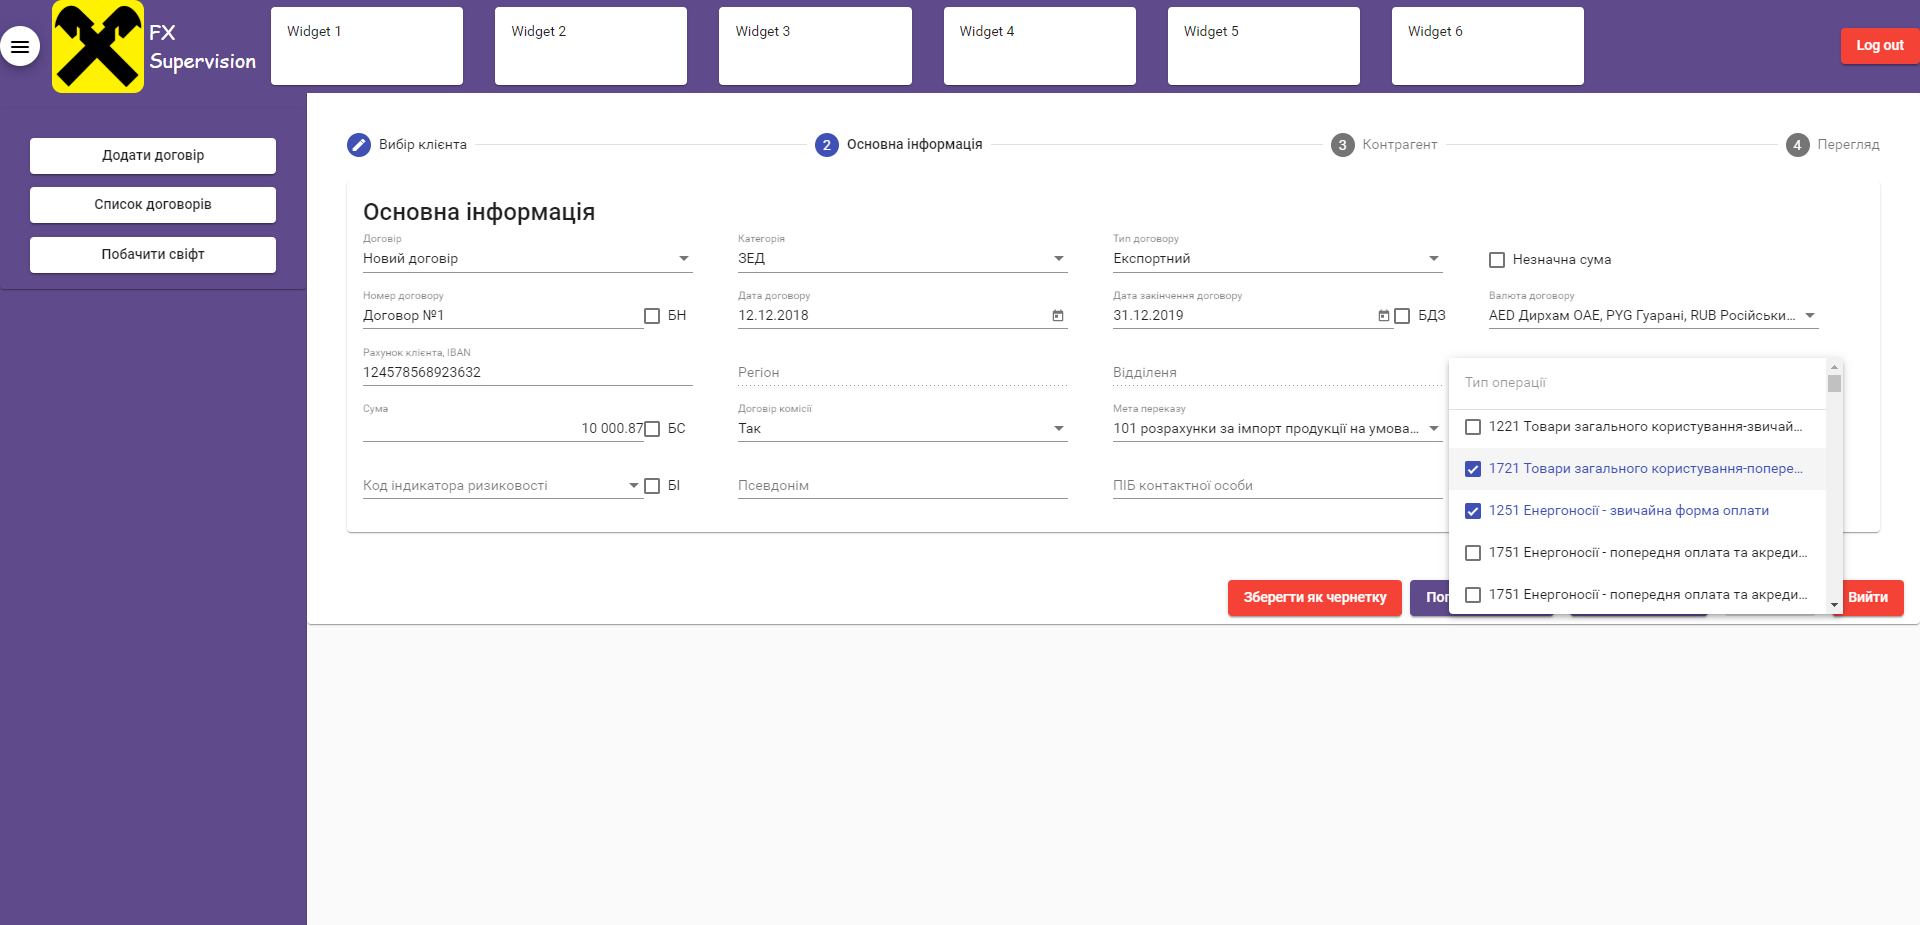 FX
Supervision
Widget 1
Widget 2
Widget 3
Widget 4
Widget 5
Widget 6
Log out
Додати договір
Список договорів
Побачити свіфт
Вибір клієнта
2
Основна інформація
3
Контрагент
4
Перегляд
Основна інформація
Договір
Новий договір
Категорія
ЗЕД
Тип договору
Експортний
Незначна сума
Номер договору
Договор №1
БН
Дата договору
12.12.2018
Дата закінчення договору
31.12.2019
БДЗ
Валюта договору
AED Дирхам ОАЕ, PYG Гуарані, RUB Російськи...
Рахунок клієнта, IBAN
124578568923632
Регіон
Відділеня
Тип операції
Сума
10 000.87
БС
Договір комісії
Так
Мета переказу
101 розрахунки за імпорт продукції на умова...
1221 Товари загального користування-звичай...
1721 Товари загального користування-попере...
Код індикатора ризиковості
БІ
Псевдонім
ПІБ контактної особи
1251 Енергоносії - звичайна форма оплати
1751 Енергоносії - попередня оплата та акреди...
1751 Енергоносії - попередня оплата та акреди...
Зберегти як чернетку
Вийти